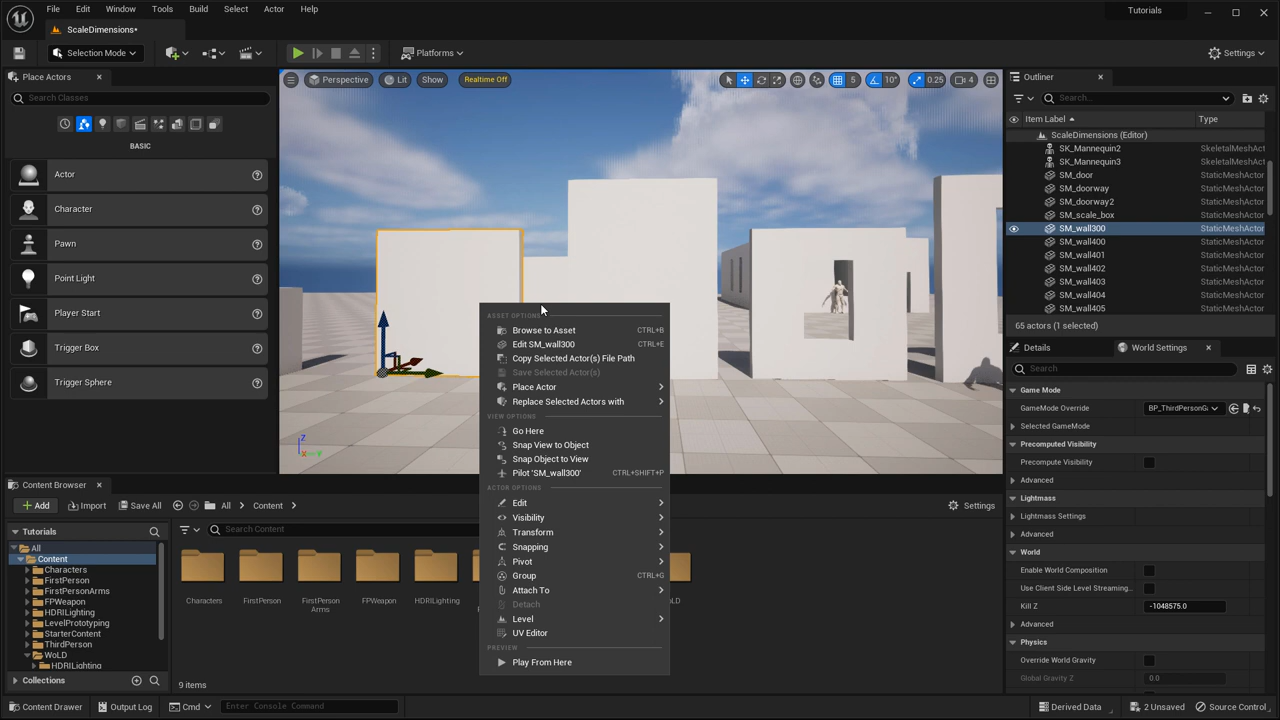 File Edit Window Tools Build Select Actor Help
Tutorials
ScaleDimensions*
Selection Mode
Platforms
Settings
Place Actors
Search Classes
BASIC
Actor
Character
Pawn
Point Light
Player Start
Trigger Box
Trigger Sphere
Perspective Lit Show Realtime Off
5 10° 0.25 4
Z
ASSET OPTIONS
Browse to Asset CTRL+B
Edit SM_wall300 CTRL+E
Copy Selected Actor(s) File Path
Save Selected Actor(s)
Place Actor
Replace Selected Actors with
VIEW OPTIONS
Go Here
Snap View to Object
Snap Object to View
Pilot 'SM_wall300' CTRL+SHIFT+P
ACTOR OPTIONS
Edit
Visibility
Transform
Snapping
Pivot
Group CTRL+G
Attach To
Detach
Level
UV Editor
PREVIEW
Play From Here
Outliner
Search...
Item Label Type
ScaleDimensions (Editor)
SK_Mannequin2 SkeletalMeshAct
SK_Mannequin3 SkeletalMeshAct
SM_door StaticMeshActor
SM_doorway StaticMeshActor
SM_doorway2 StaticMeshActor
SM_scale_box StaticMeshActor
SM_wall300 StaticMeshActor
SM_wall400 StaticMeshActor
SM_wall401 StaticMeshActor
SM_wall402 StaticMeshActor
SM_wall403 StaticMeshActor
SM_wall404 StaticMeshActor
SM_wall405 StaticMeshActor
65 actors (1 selected)
Details World Settings
Search
Game Mode
GameMode Override BP_ThirdPersonG
Selected GameMode
Precomputed Visibility
Precompute Visibility
Advanced
Lightmass
Lightmass Settings
Advanced
World
Enable World Composition
Use Client Side Level Streaming...
Kill Z -1048575.0
Advanced
Physics
Override World Gravity
Global Gravity Z 0.0
Content Browser
Add Import Save All All Content
Settings
Tutorials
Search Content
All
Content
Characters
FirstPerson
FirstPersonArms
FPWeapon
HDRILighting
LevelPrototyping
StarterContent
ThirdPerson
WoLD
HDRILighting
Collections
Characters
FirstPerson
FirstPerson
Arms
FPWeapon
HDRILighting
oLD
9 items
Content Drawer Output Log Cmd Enter Console Command
Derived Data 2 Unsaved Source Control